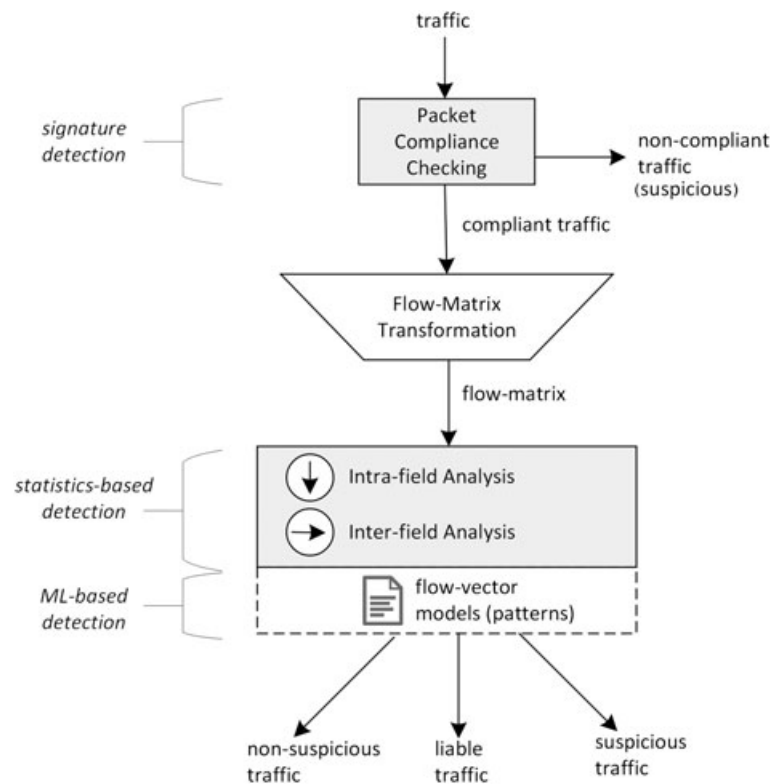 traffic
signature
detection
Packet
Compliance
Checking
non-compliant
traffic
(suspicious)
compliant traffic
Flow-Matrix
Transformation
flow-matrix
statistics-based
detection
Intra-field Analysis
Inter-field Analysis
ML-based
detection
flow-vector
models (patterns)
non-suspicious
traffic
liable
traffic
suspicious
traffic